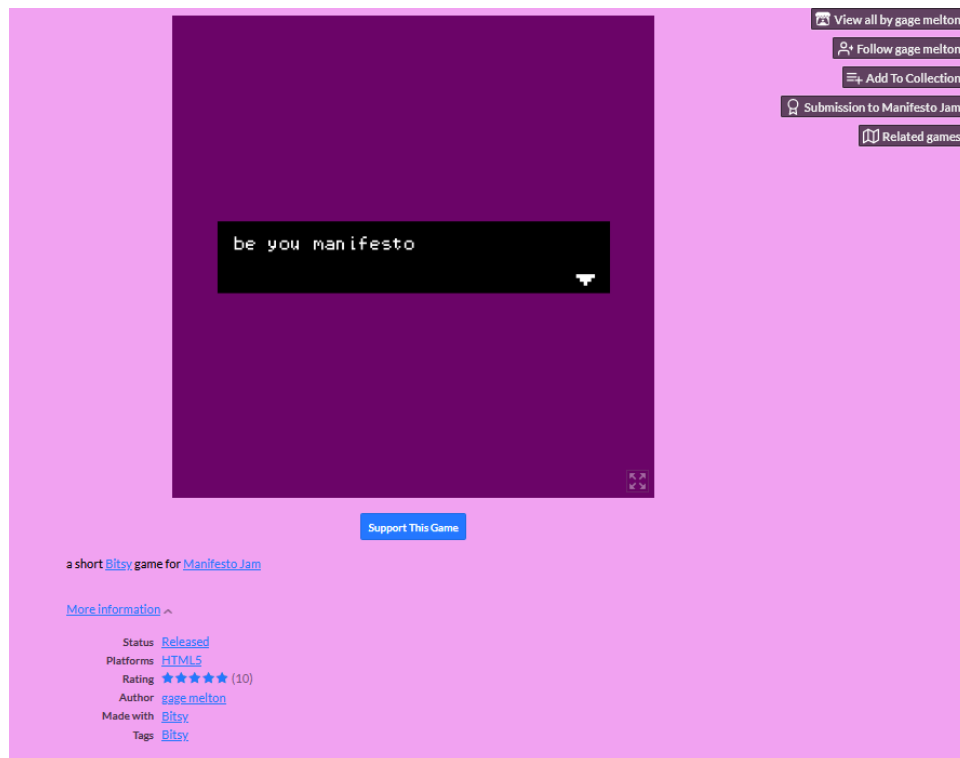 View all by gage melton
Follow gage melton
Add To Collection
Submission to Manifesto Jam
Related games
be you manifesto
Support This Game
a short Bitsy game for Manifesto Jam
More information
Status Released
Platforms HTML5
Rating (10)
Author gage melton
Made with Bitsy
Tags Bitsy